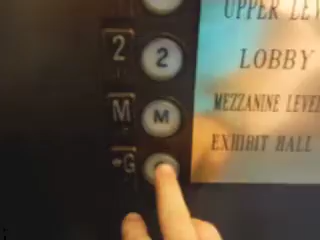 UPPER LEV
2 2 LOBBY
M M MEZZANINE LEVEL
*G EXHIBIT HALL